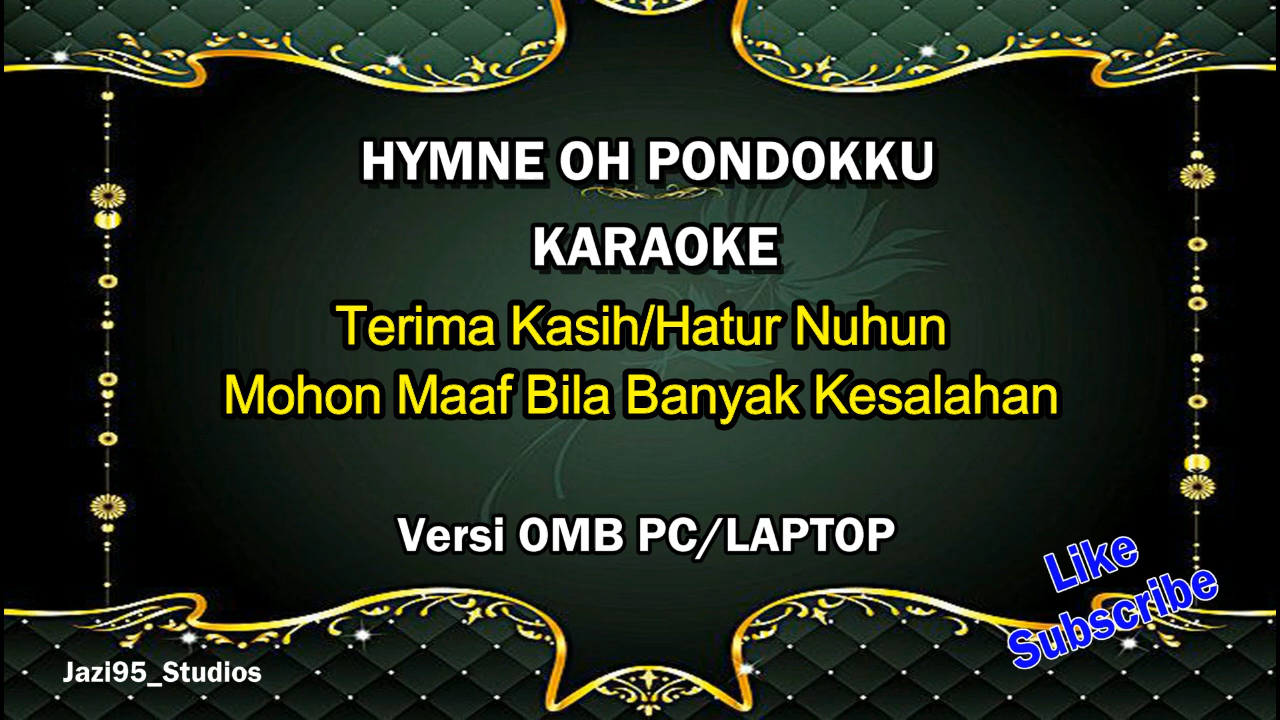 HYMNE OH PONDOKKU
KARAOKE
Terima Kasih/Hatur Nuhun
Mohon Maaf Bila Banyak Kesalahan
Versi OMB PC/LAPTOP
Like
Subscribe
Jazi95_Studios